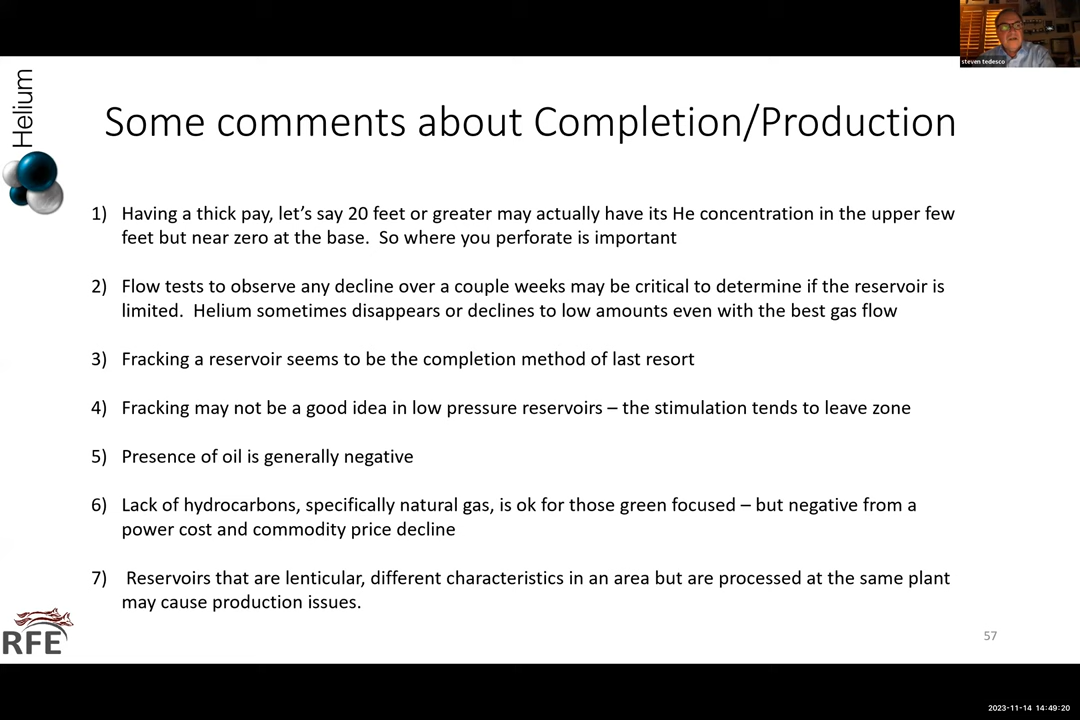 steven tedesco
Helium
Some comments about Completion/Production
1) Having a thick pay, let’s say 20 feet or greater may actually have its He concentration in the upper few
feet but near zero at the base.  So where you perforate is important
2) Flow tests to observe any decline over a couple weeks may be critical to determine if the reservoir is
limited.  Helium sometimes disappears or declines to low amounts even with the best gas flow
3) Fracking a reservoir seems to be the completion method of last resort
4) Fracking may not be a good idea in low pressure reservoirs – the stimulation tends to leave zone
5) Presence of oil is generally negative
6) Lack of hydrocarbons, specifically natural gas, is ok for those green focused – but negative from a
power cost and commodity price decline
7)  Reservoirs that are lenticular, different characteristics in an area but are processed at the same plant
may cause production issues.
RFE
57
2023-11-14 14:49:20